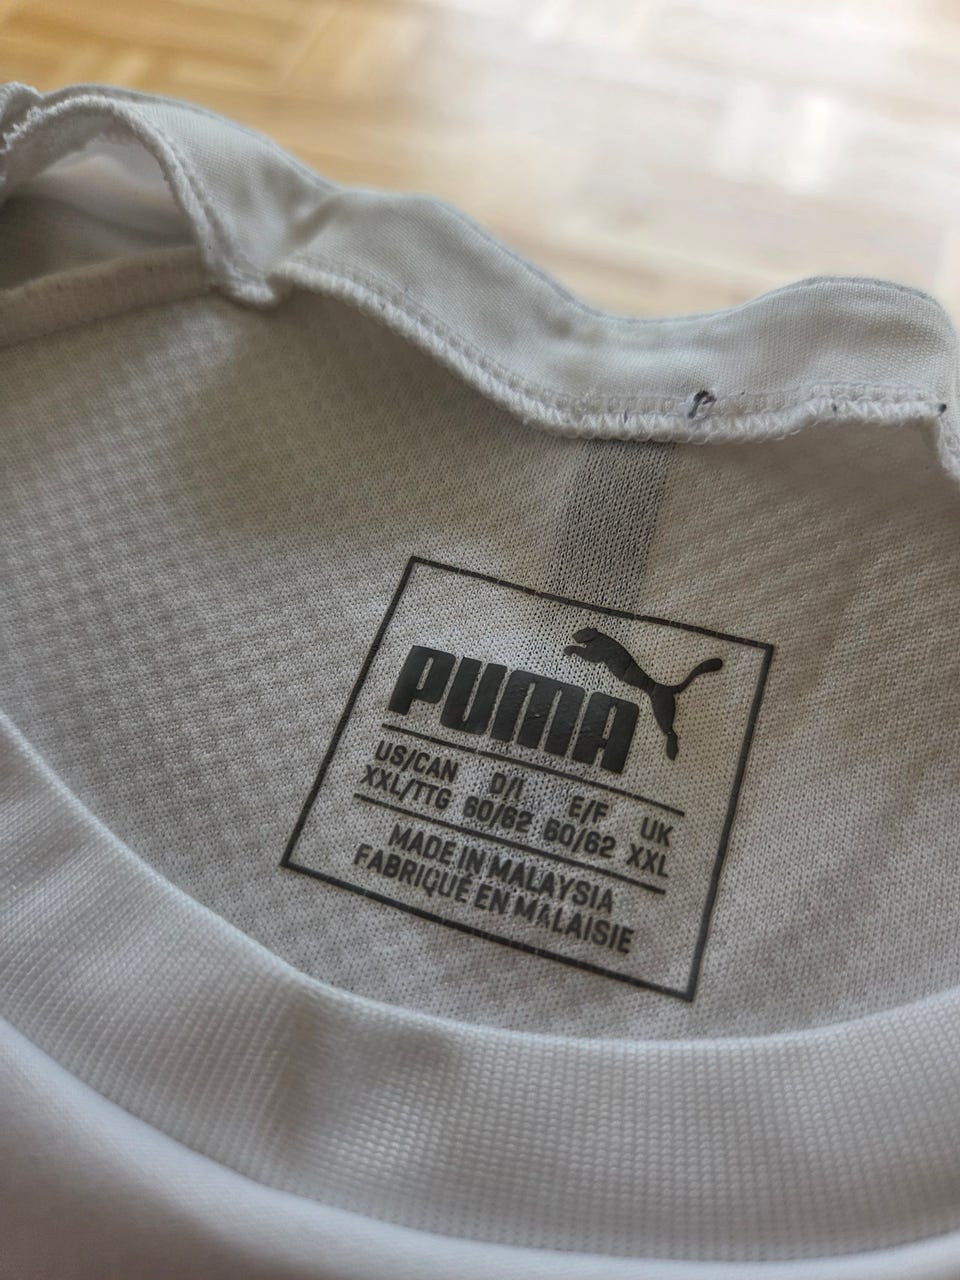 PUMA
US/CAN D/I E/F UK
XXL/TTG 60/62 60/62 XXL
MADE IN MALAYSIA
FABRIQUÉ EN MALAISIE